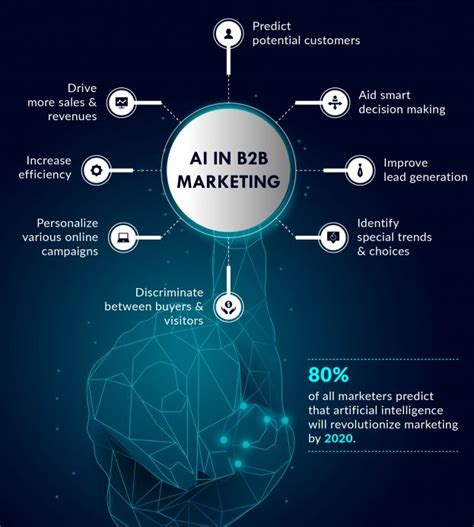 Predict
potential customers
Drive
more sales &
revenues
Aid smart
decision making
AI IN B2B
MARKETING
Increase
efficiency
Improve
lead generation
Personalize
various online
campaigns
Identify
special trends
& choices
Discriminate
between buyers &
visitors
80%
of all marketers predict
that artificial intelligence
will revolutionize marketing
by 2020.